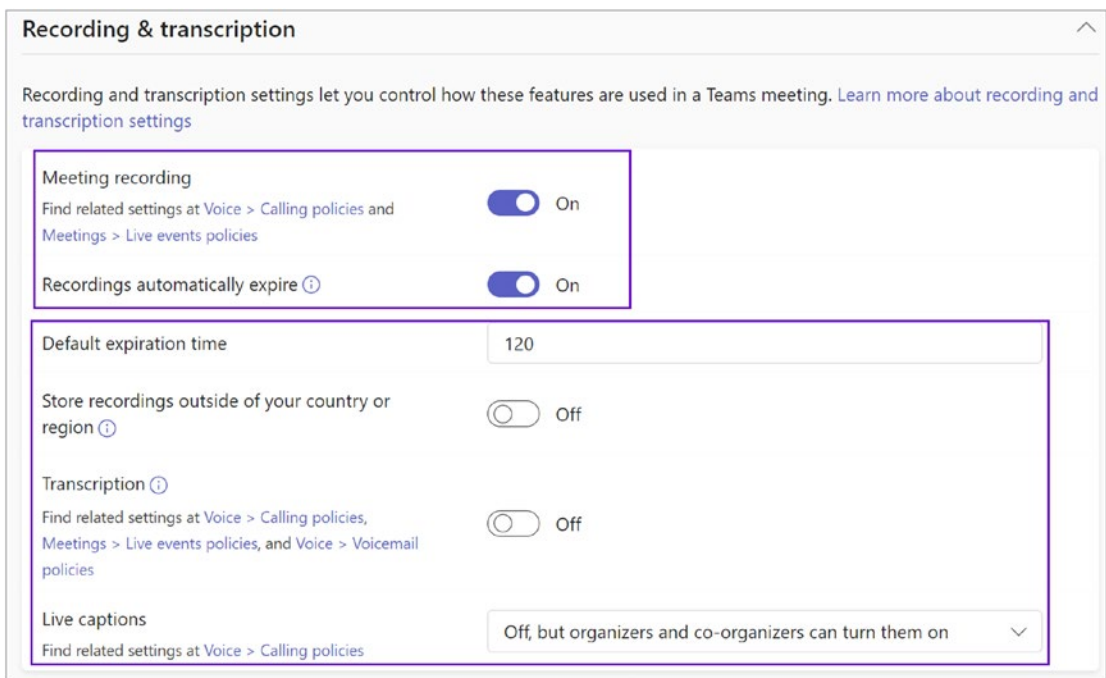 Recording & transcription
Recording and transcription settings let you control how these features are used in a Teams meeting. Learn more about recording and
transcription settings
Meeting recording
Find related settings at Voice > Calling policies and
Meetings > Live events policies
On
Recordings automatically expire
On
Default expiration time
120
Store recordings outside of your country or
region
Off
Transcription
Find related settings at Voice > Calling policies,
Meetings > Live events policies, and Voice > Voicemail
policies
Off
Live captions
Find related settings at Voice > Calling policies
Off, but organizers and co-organizers can turn them on